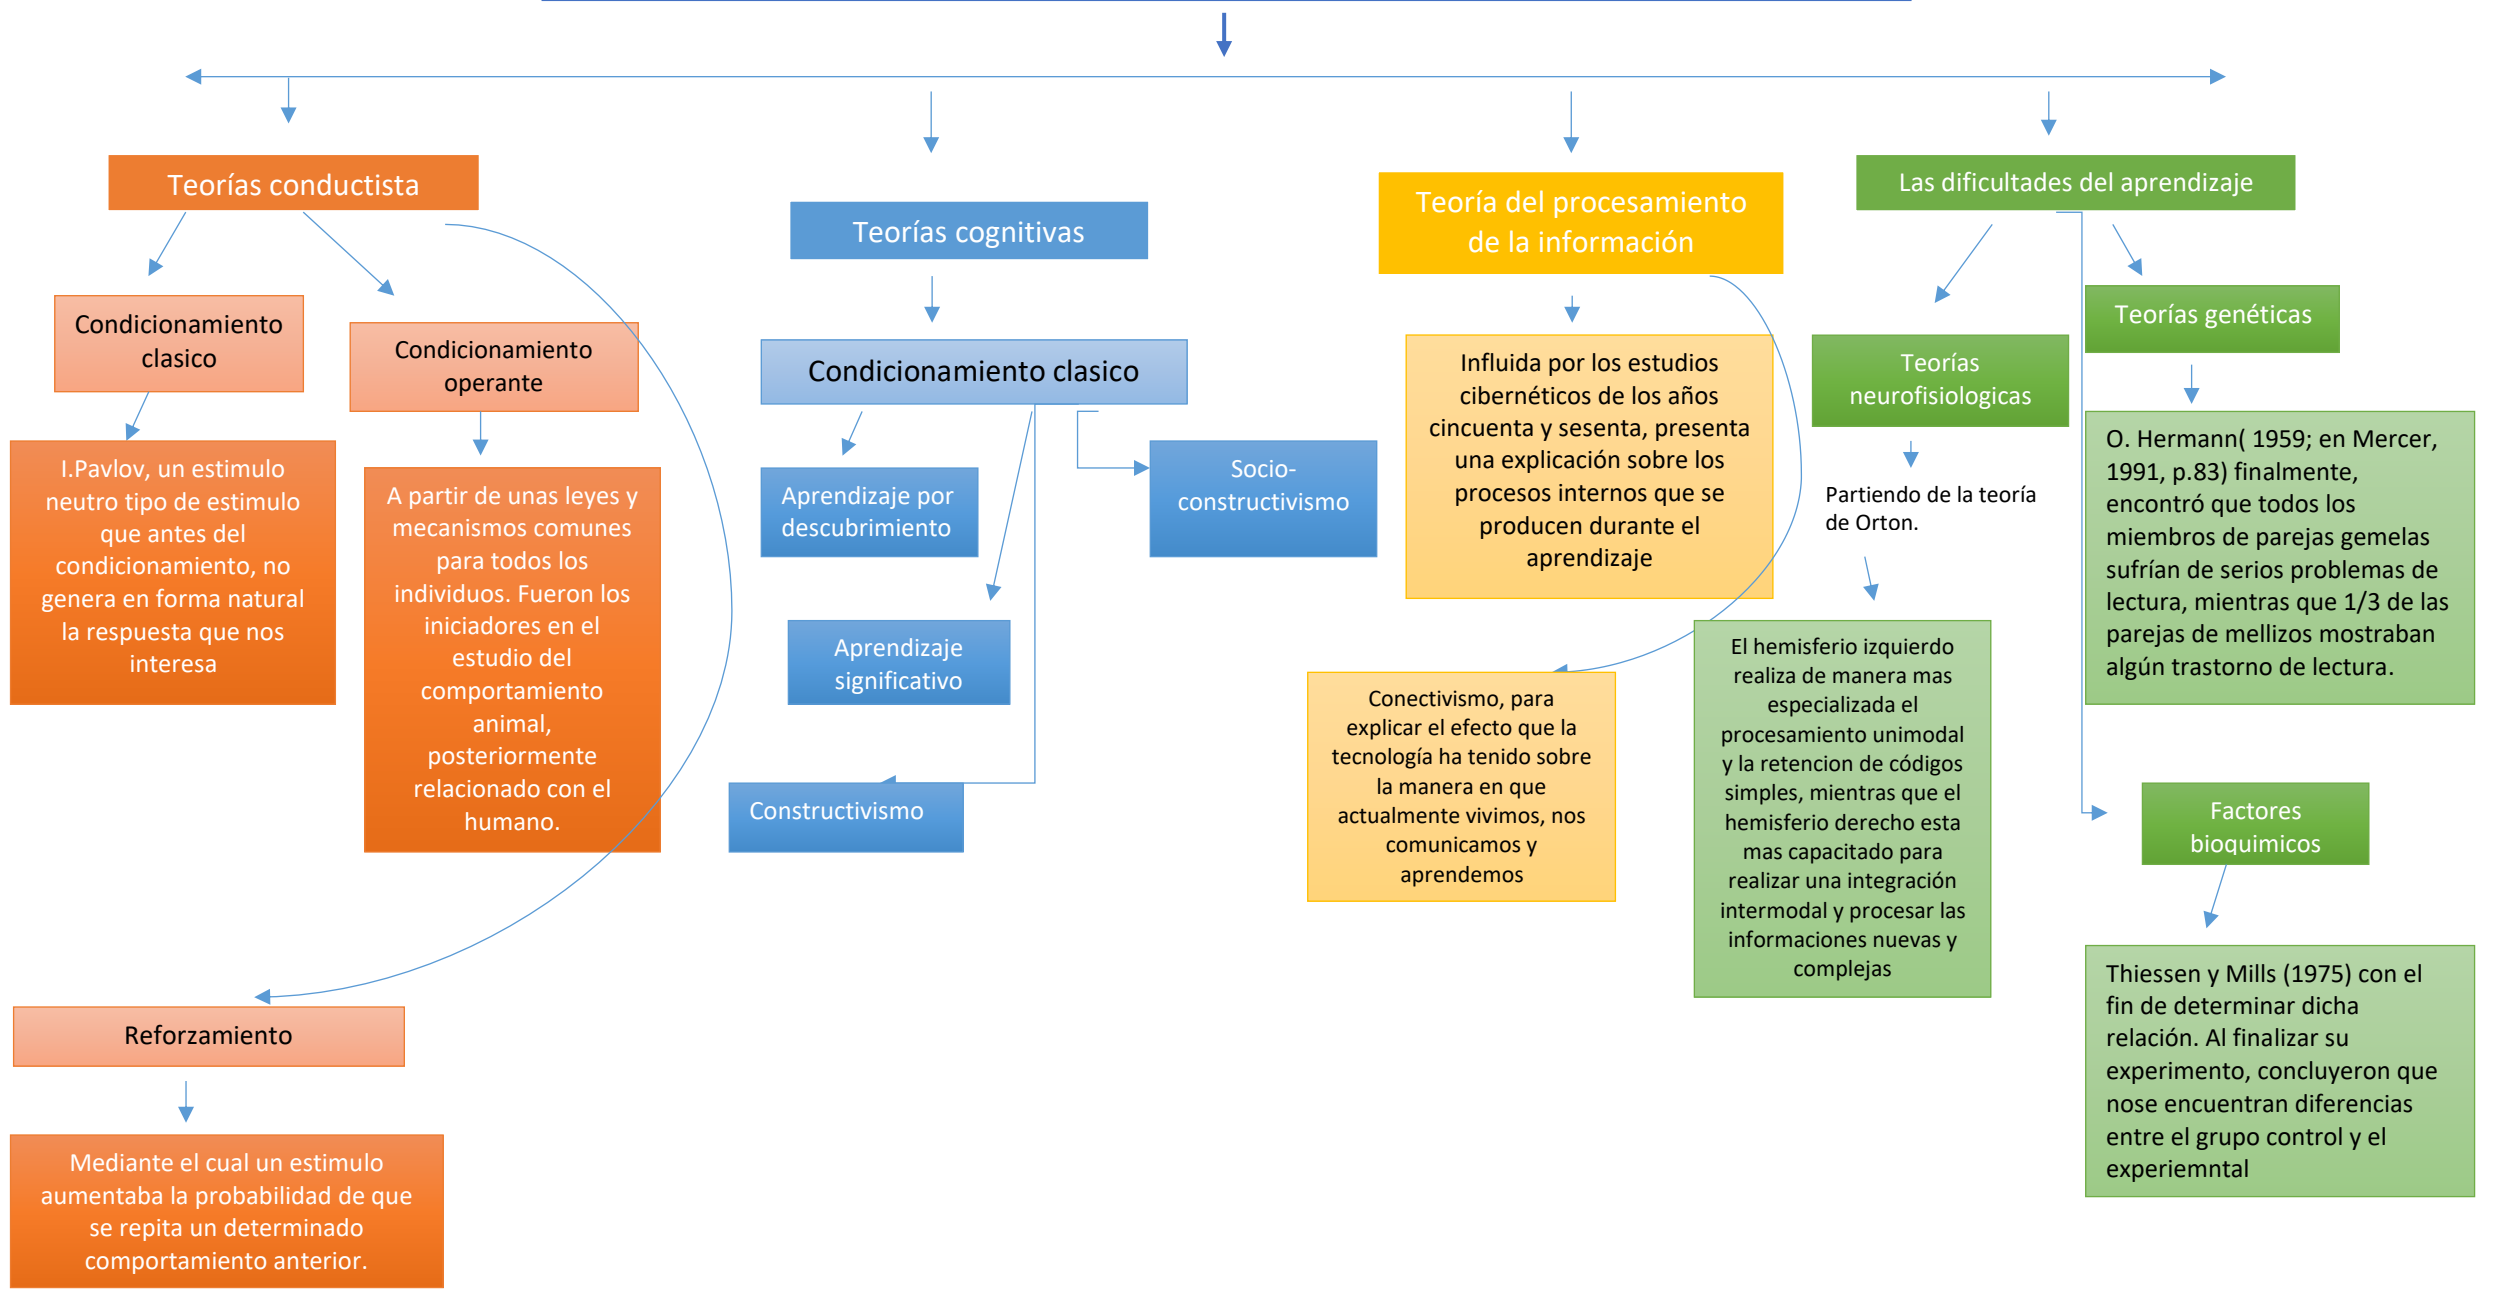 Teorías conductista
Condicionamiento
clasico
I.Pavlov, un estimulo
neutro tipo de estimulo
que antes del
condicionamiento, no
genera en forma natural
la respuesta que nos
interesa
Condicionamiento
operante
A partir de unas leyes y
mecanismos comunes
para todos los
individuos. Fueron los
iniciadores en el
estudio del
comportamiento
animal,
posteriormente
relacionado con el
humano.
Reforzamiento
Mediante el cual un estimulo
aumentaba la probabilidad de que
se repita un determinado
comportamiento anterior.
Teorías cognitivas
Condicionamiento clasico
Aprendizaje por
descubrimiento
Socio-
constructivismo
Aprendizaje
significativo
Constructivismo
Teoría del procesamiento
de la información
Influida por los estudios
cibernéticos de los años
cincuenta y sesenta, presenta
una explicación sobre los
procesos internos que se
producen durante el
aprendizaje
Conectivismo, para
explicar el efecto que la
tecnología ha tenido sobre
la manera en que
actualmente vivimos, nos
comunicamos y
aprendemos
Las dificultades del aprendizaje
Teorías
neurofisiologicas
Partiendo de la teoría
de Orton.
El hemisferio izquierdo
realiza de manera mas
especializada el
procesamiento unimodal
y la retencion de códigos
simples, mientras que el
hemisferio derecho esta
mas capacitado para
realizar una integración
intermodal y procesar las
informaciones nuevas y
complejas
Teorías genéticas
O. Hermann( 1959; en Mercer,
1991, p.83) finalmente,
encontró que todos los
miembros de parejas gemelas
sufrían de serios problemas de
lectura, mientras que 1/3 de las
parejas de mellizos mostraban
algún trastorno de lectura.
Factores
bioquimicos
Thiessen y Mills (1975) con el
fin de determinar dicha
relación. Al finalizar su
experimento, concluyeron que
nose encuentran diferencias
entre el grupo control y el
experiemntal